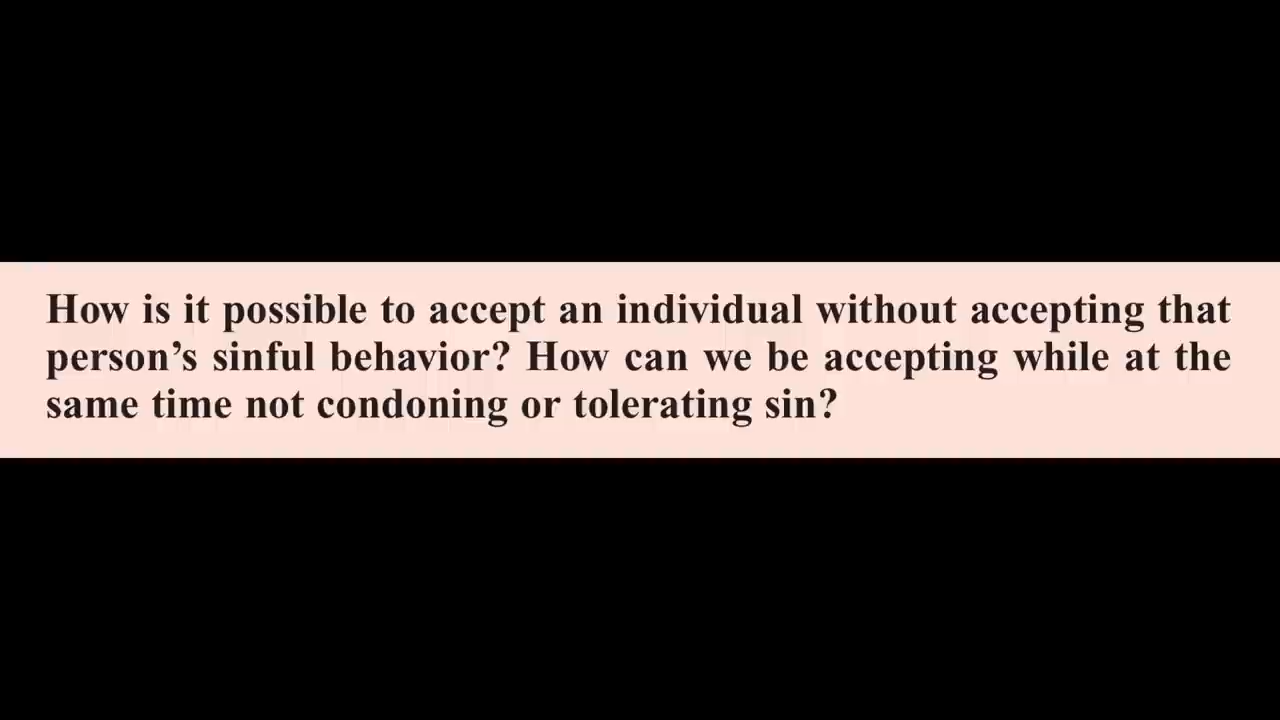 How is it possible to accept an individual without accepting that
person’s sinful behavior? How can we be accepting while at the
same time not condoning or tolerating sin?